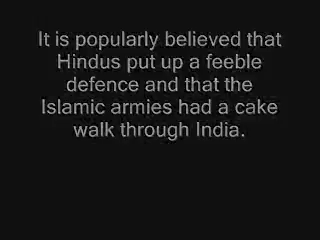 It is popularly believed that
Hindus put up a feeble
defence and that the
Islamic armies had a cake
walk through India.